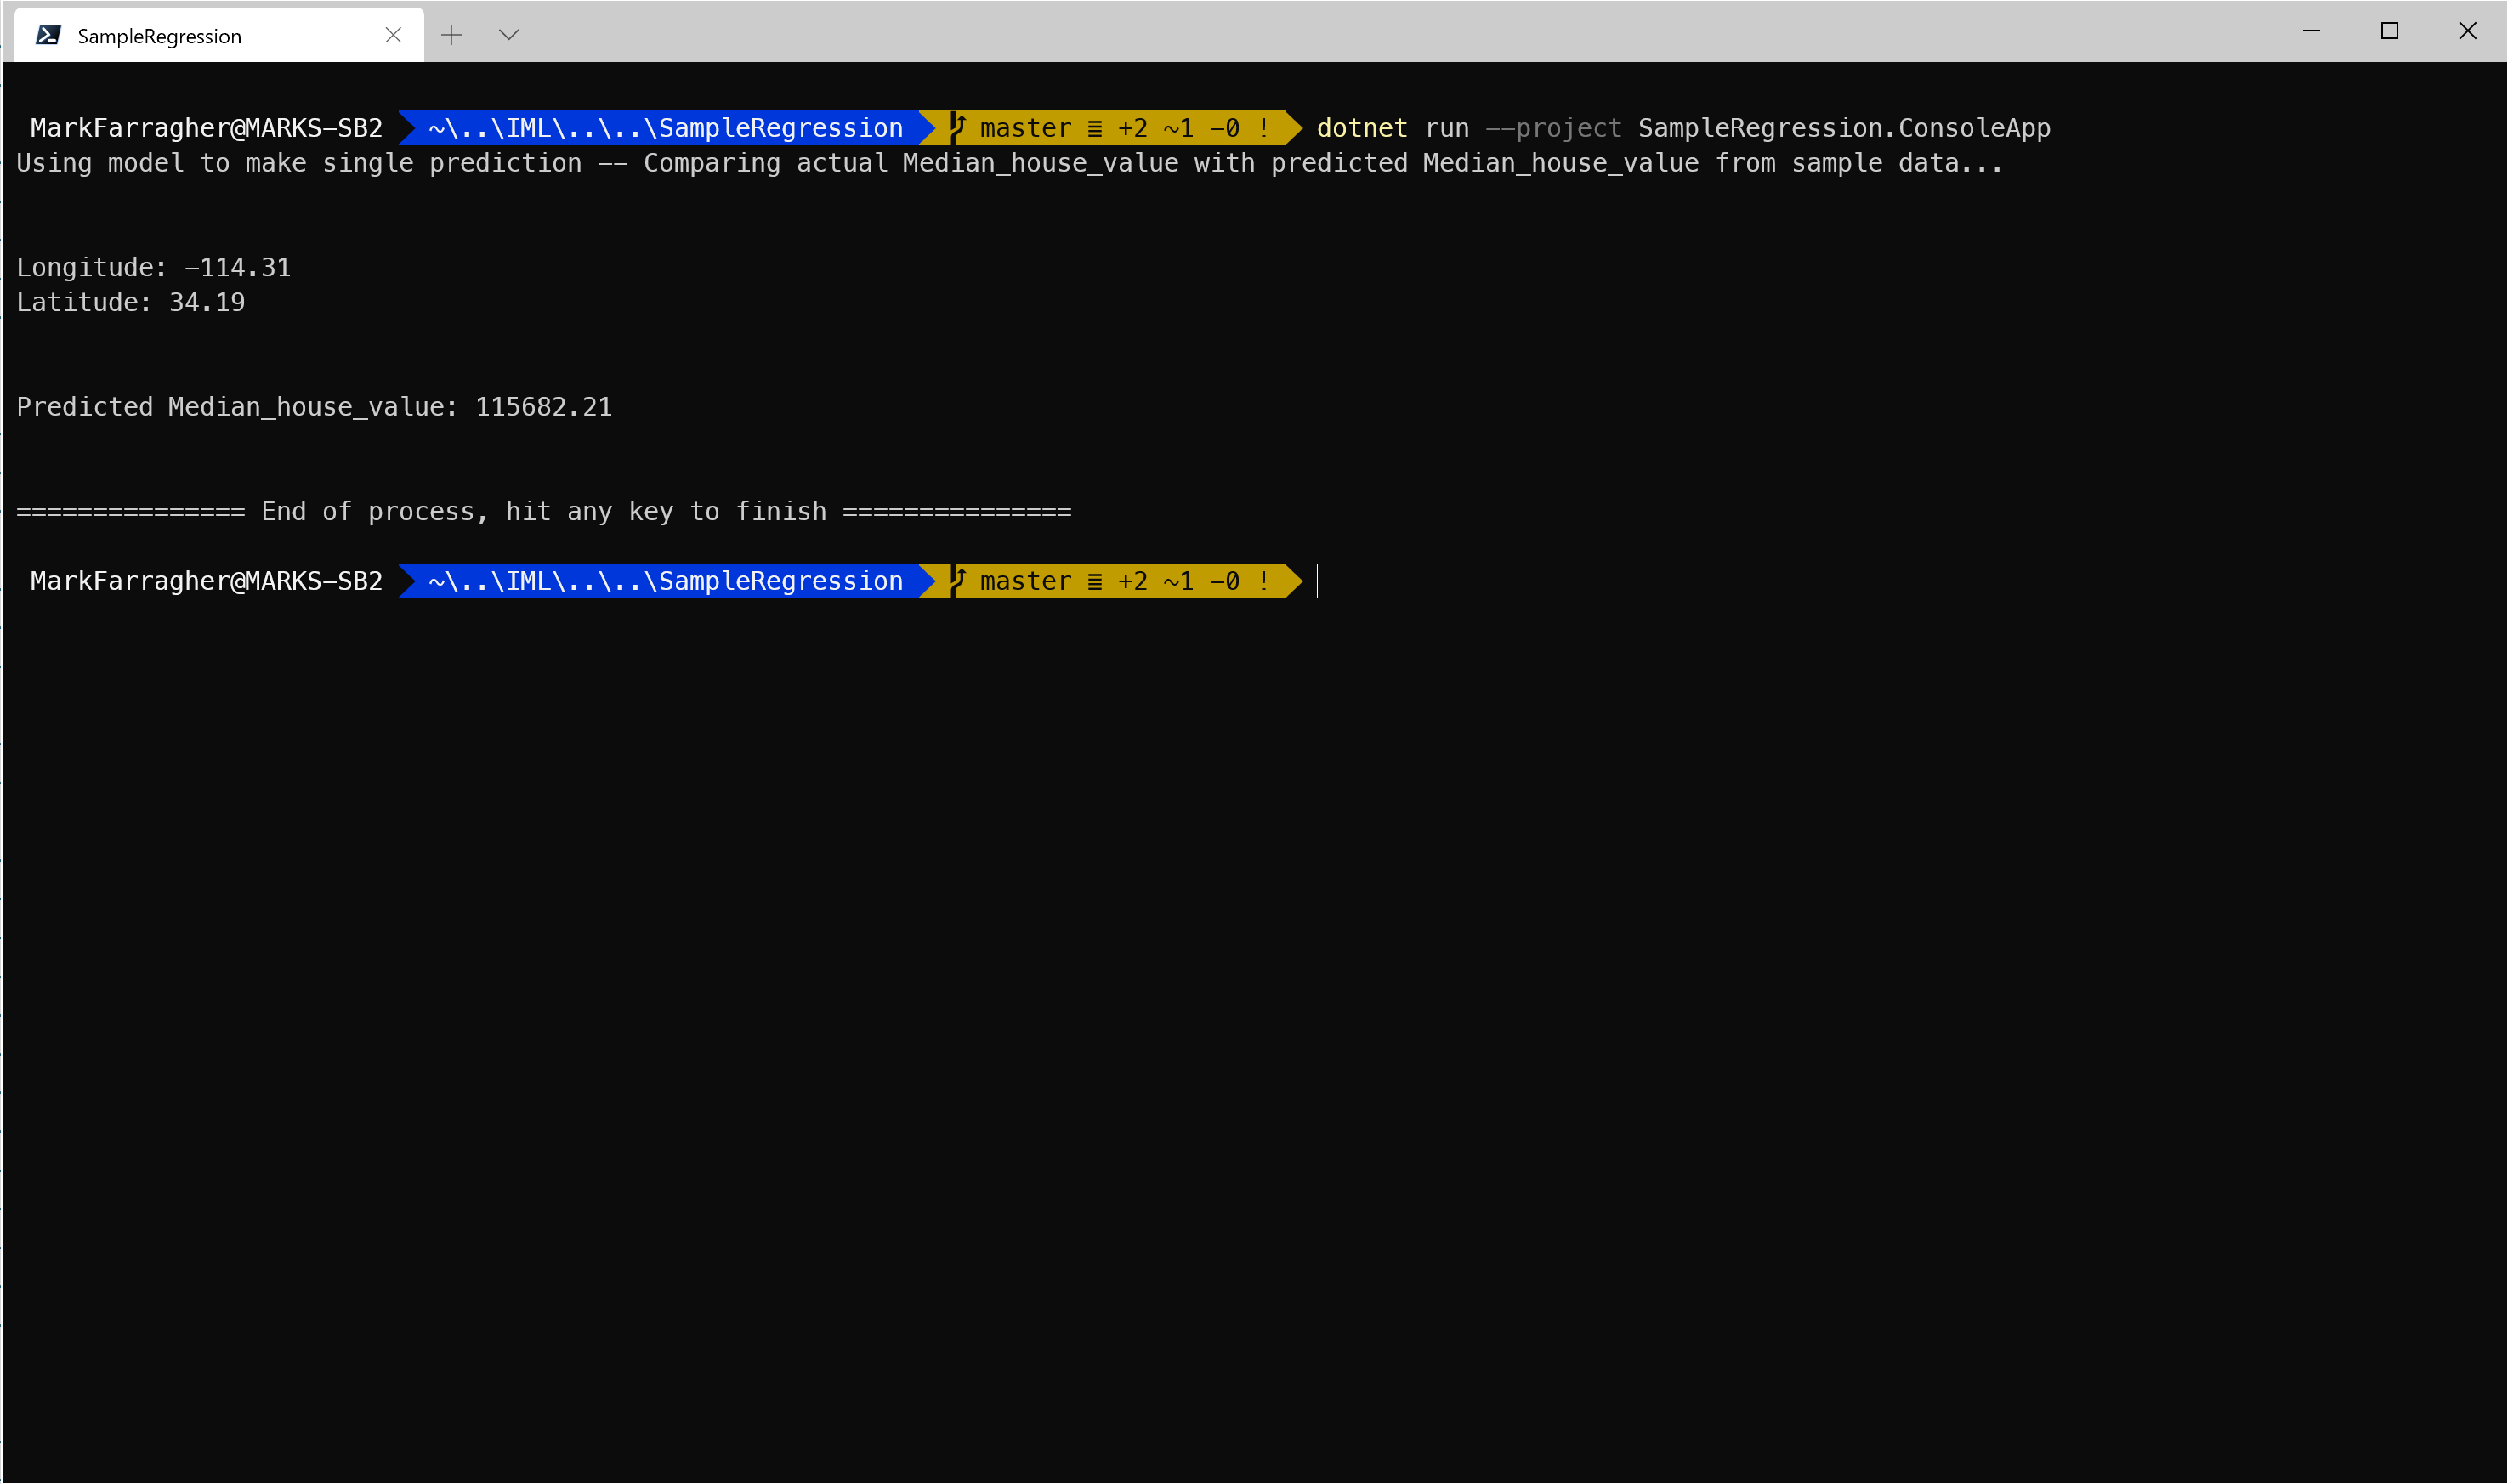 SampleRegression
MarkFarragher@MARKS-SB2 ~\..\IML\..\..\SampleRegression master ≣ +2 ~1 -0 ! dotnet run --project SampleRegression.ConsoleApp
Using model to make single prediction -- Comparing actual Median_house_value with predicted Median_house_value from sample data...
Longitude: -114.31
Latitude: 34.19
Predicted Median_house_value: 115682.21
=============== End of process, hit any key to finish ===============
MarkFarragher@MARKS-SB2 ~\..\IML\..\..\SampleRegression master ≣ +2 ~1 -0 !